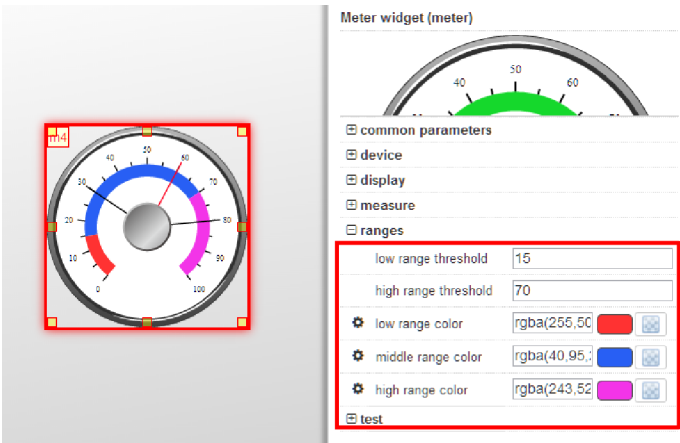 Meter widget (meter)
40
50
60
common parameters
device
display
measure
ranges
low range threshold 15
high range threshold 70
low range color rgba(255,50
middle range color rgba(40,95,
high range color rgba(243,52
test
m4
0
10
20
30
40
50
60
70
80
90
100